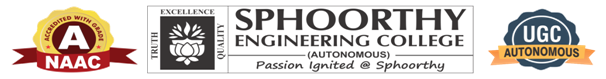 ACCREDITED WITH GRADE
A
NAAC
EXCELLENCE
TRUTH
QUALITY
SPHOORTHY
ENGINEERING COLLEGE
(AUTONOMOUS)
Passion Ignited @ Sphoorthy
UGC
AUTONOMOUS